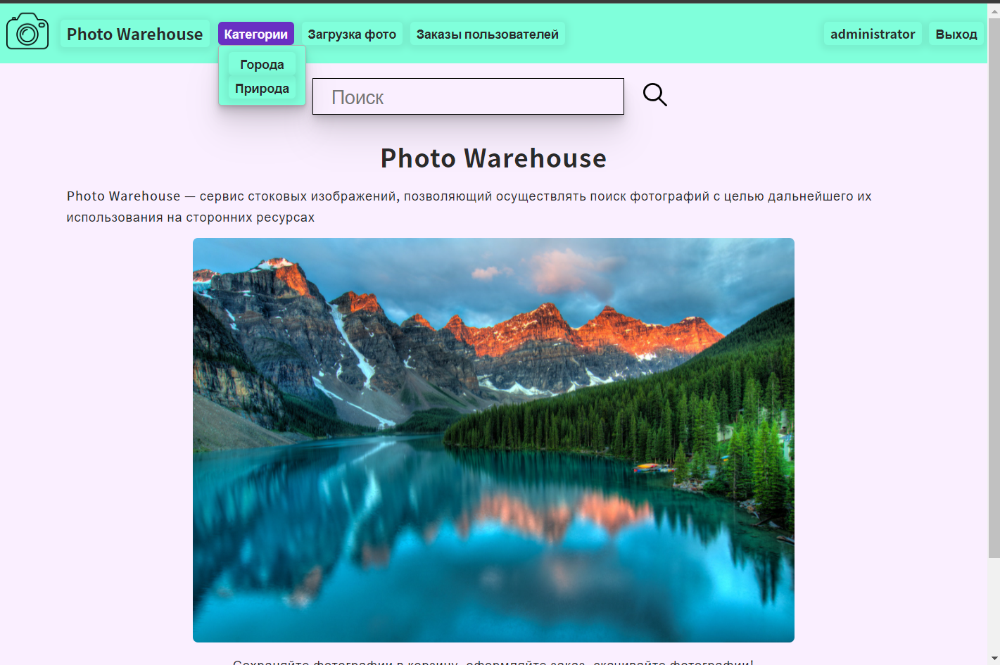 Photo Warehouse Категории Загрузка фото Заказы пользователей administrator Выход
Города
Природа
Поиск
Photo Warehouse
Photo Warehouse — сервис стоковых изображений, позволяющий осуществлять поиск фотографий с целью дальнейшего их
использования на сторонних ресурсах
Сохраняйте фотографии в корзину, оформляйте заказ, скачивайте фотографии!